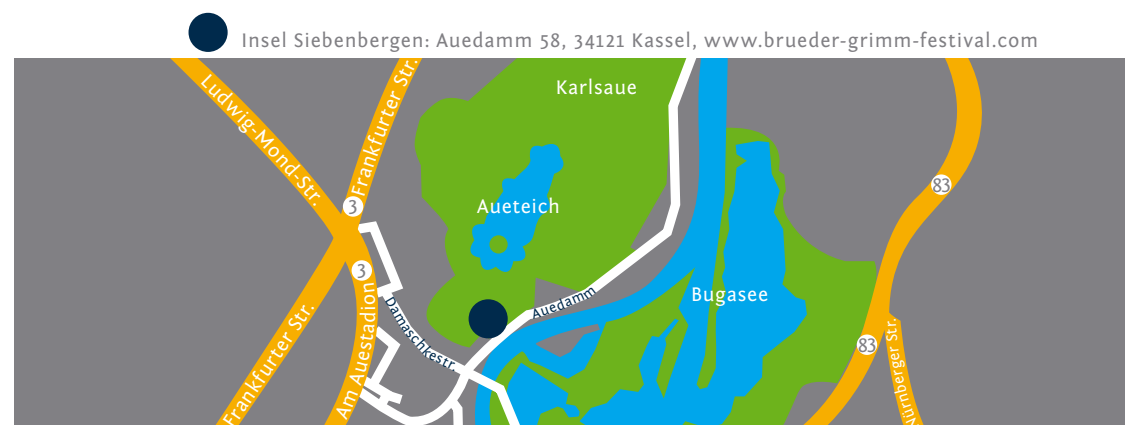 Insel Siebenbergen: Auedamm 58, 34121 Kassel, www.brueder-grimm-festival.com
Karlsaue
Ludwig-Mond-Str.
Frankfurter Str.
83
3
Aueteich
3
Bugasee
Auedamm
Damaschkestr.
Am Auestadion
Frankfurter Str.
83
Nürnberger Str.